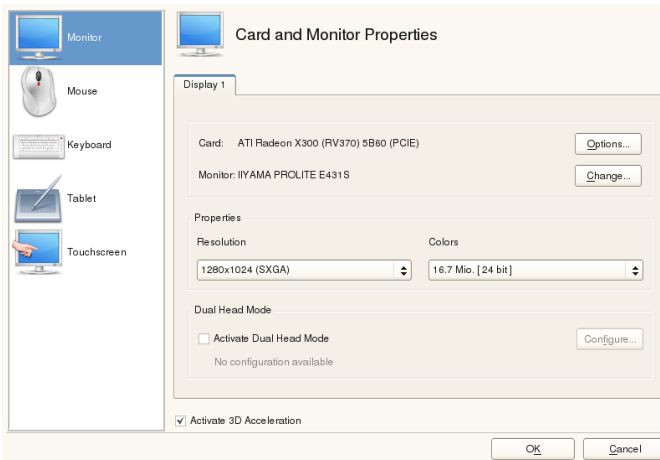 Monitor
Mouse
Keyboard
Tablet
Touchscreen
Card and Monitor Properties
Display 1
Card: ATI Radeon X300 (RV370) 5B60 (PCIE)
Options...
Monitor: IIYAMA PROLITE E431S
Change...
Properties
Resolution
Colors
1280x1024 (SXGA)
16.7 Mio. [ 24 bit ]
Dual Head Mode
Activate Dual Head Mode
Configure...
No configuration available
Activate 3D Acceleration
OK
Cancel